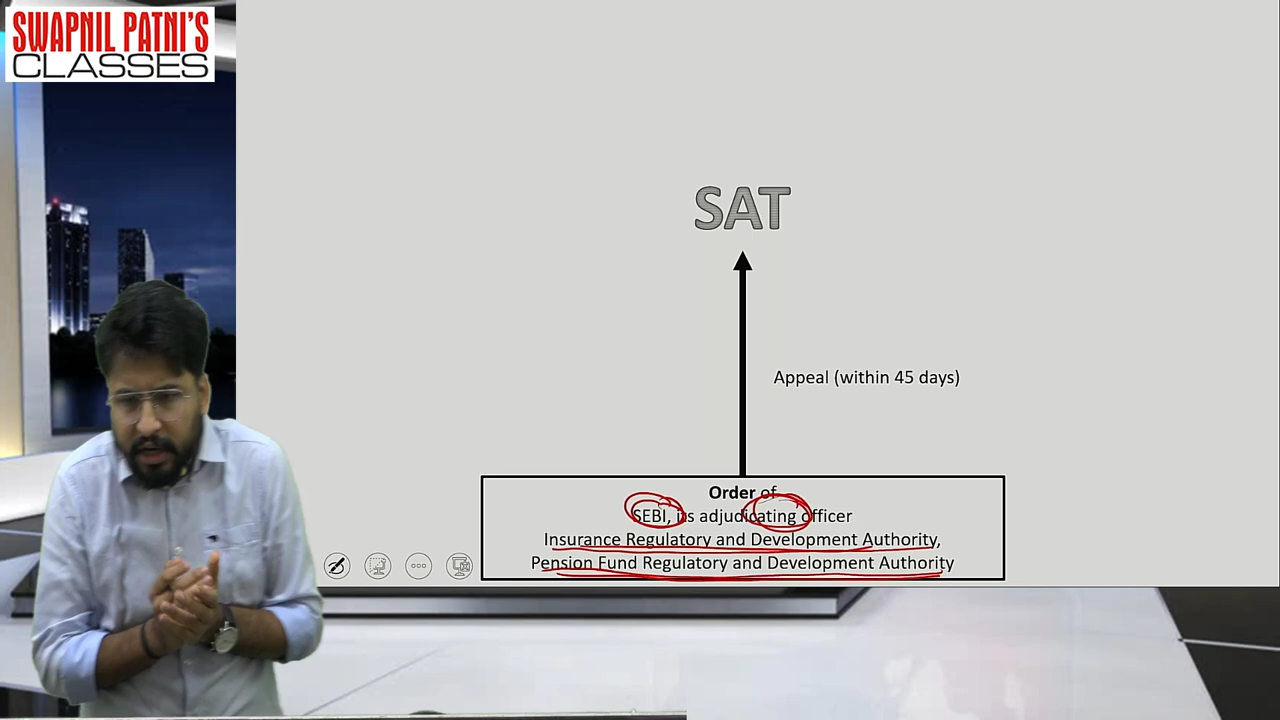 SWAPNIL PATNI'S
CLASSES
SAT
Appeal (within 45 days)
Order of
SEBI, its adjudicating officer
Insurance Regulatory and Development Authority,
Pension Fund Regulatory and Development Authority